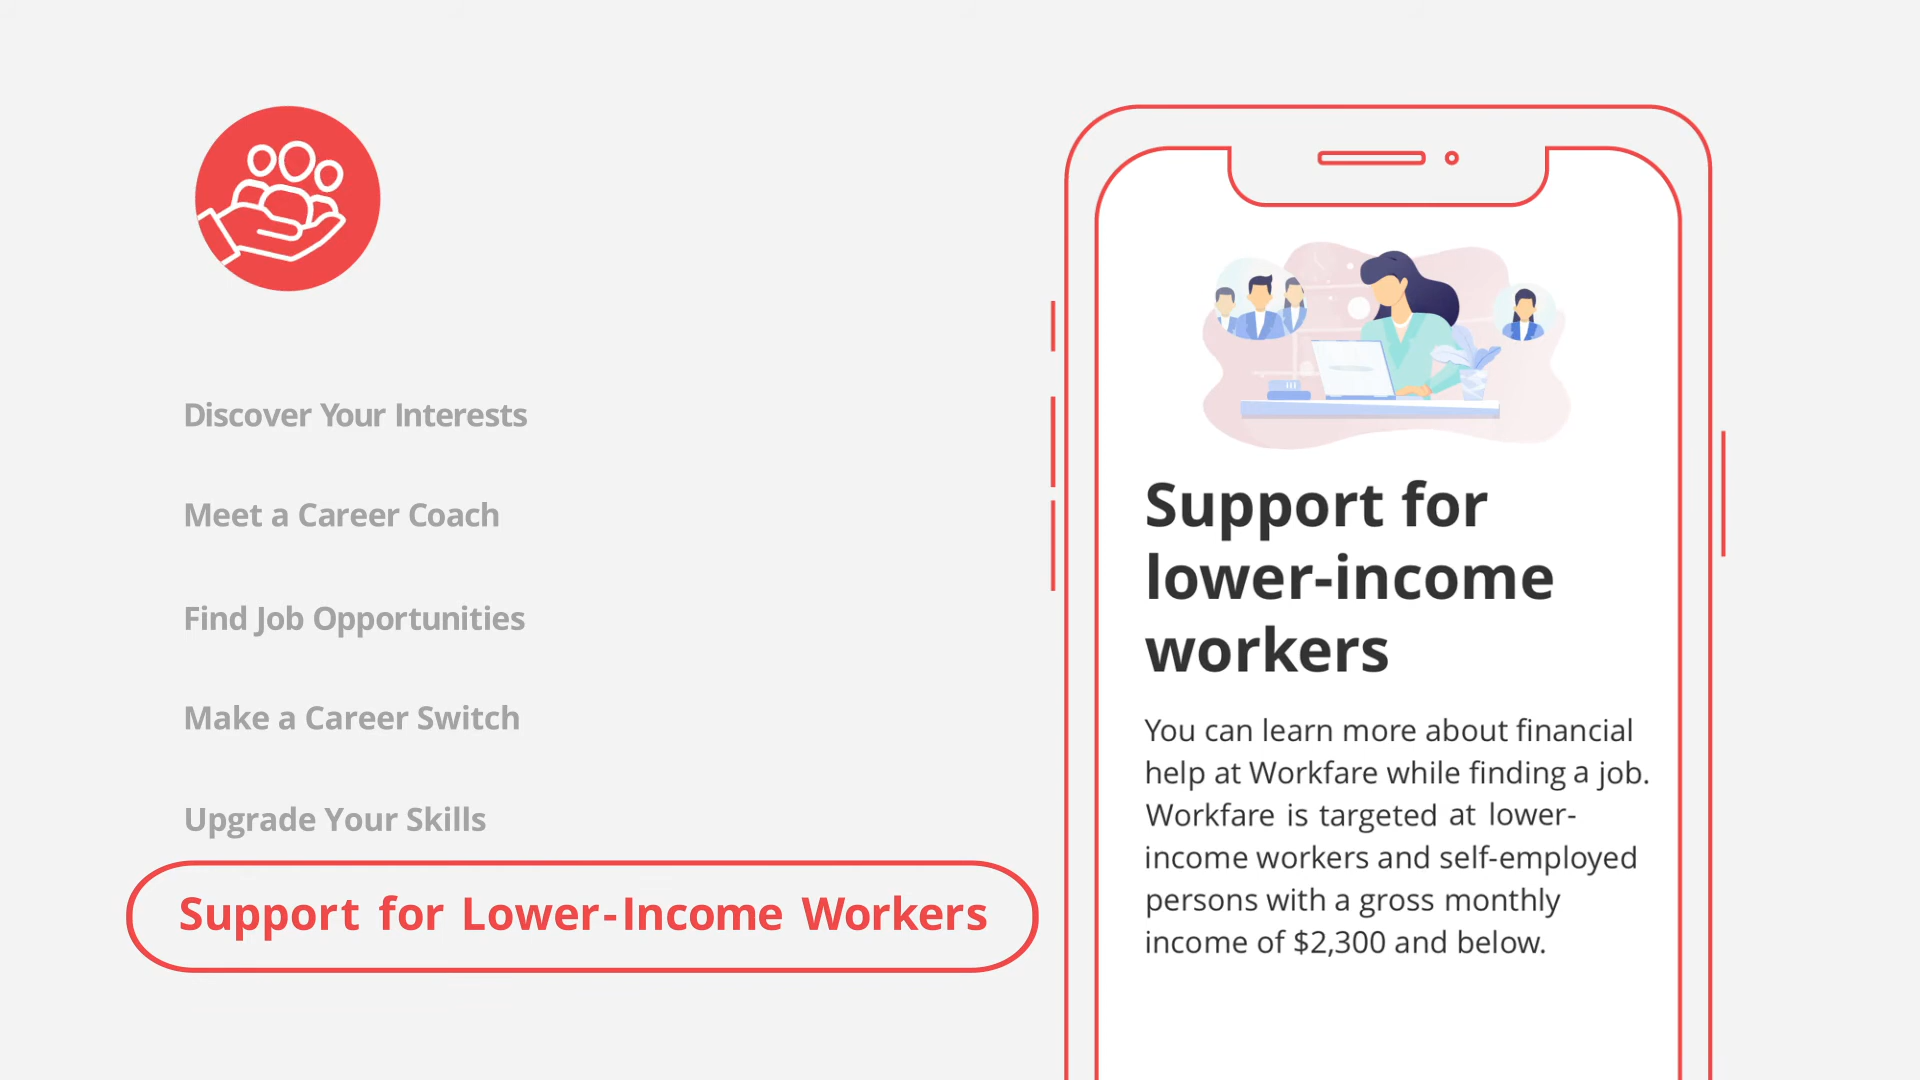 Discover Your Interests
Meet a Career Coach
Find Job Opportunities
Make a Career Switch
Upgrade Your Skills
Support for Lower-Income Workers
Support for
lower-income
workers
You can learn more about financial
help at Workfare while finding a job.
Workfare is targeted at lower-
income workers and self-employed
persons with a gross monthly
income of $2,300 and below.